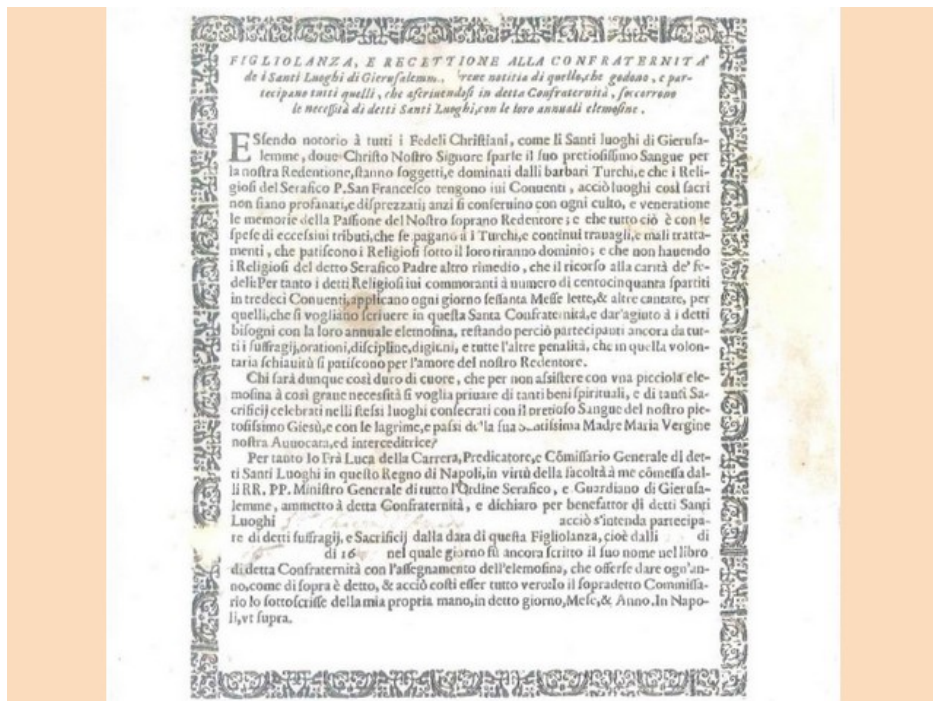 FIGLIOLANZA, E RECETTIONE ALLA CONFRATERNITA'
de i Santi Luoghi di Gierusalemm. reue notitia di quello, che godono, e par-
tecipano tutti quelli, che ascriuendosi in detta Confraternità, soccorrono
le necessità di detti Santi Luoghi, con le loro annuali elemosine.
ESsendo notorio à tutti i Fedeli Christiani, come li Santi luoghi di Gierusa-
lemme, doue Christo Nostro Signore sparse il suo pretiosissimo Sangue per
la nostra Redentione, stanno soggetti, e dominati dalli barbari Turchi, e che i Reli-
giosi del Serafico P. San Francesco tengono iui Conuenti, acciò luoghi così sacri
non siano profanati, e disprezzati; anzi si conseruino con ogni culto, e veneratione
le memorie della Passione del Nostro soprano Redentore; e che tutto ciò è con le
spese di eccessiui tributi, che se pagano a i Turchi, e continui trauagli, e mali tratta-
menti, che patiscono i Religiosi sotto il loro tiranno dominio; e che non hauendo
i Religiosi del detto Serafico Padre altro rimedio, che il ricorso alla carità de' fe-
deli: Per tanto i detti Religiosi iui commoranti à numero di centocinquanta spartiti
in tredeci Conuenti, applicano ogni giorno sessanta Messe lette, & altre cantate, per
quelli, che si vogliano scriuere in questa Santa Confraternità, e dar'agiuto à i detti
bisogni con la loro annuale elemosina, restando perciò partecipanti ancora da tut-
ti i suffragij, orationi, discipline, digiuni, e tutte l'altre penalità, che in quella volon-
taria schiauitù si patiscono per l'amore del nostro Redentore.
Chi sarà dunque così duro di cuore, che per non assistere con vna picciola ele-
mosina à così graue necessità si voglia priuare di tanti beni spirituali, e di tanti Sa-
crificij celebrati nelli stessi luoghi consecrati con il pretioso Sangue del nostro pie-
tosissimo Giesù, e con le lagrime, e passi de la sua Madre Maria Vergine
nostra Auuocata, ed interceditrice?
Per tanto Io Frà Luca della Carrera, Predicatore, e Cōmissario Generale di det-
ti Santi Luoghi in questo Regno di Napoli, in virtù della facoltà à me cōmessa dal-
li RR. PP. Ministro Generale di tutto l'Ordine Serafico, e Guardiano di Gierusa-
lemme, ammetto à detta Confraternità, e dichiaro per benefattor di detti Santi
Luoghi acciò s'intenda partecipa-
re di detti suffragij, e Sacrificij dalla data di questa Figliolanza, cioè dalli di
di 16 nel quale giorno fù ancora scritto il suo nome nel libro
di detta Confraternità con l'assegnamento dell'elemosina, che offerse dare ogn'an-
no, come di sopra è detto, & acciò costi esser tutto vero Io il sopradetto Commissa-
rio lo sottoscrisse della mia propria mano, in detto giorno, Mese, & Anno. In Napo-
li, vt supra.